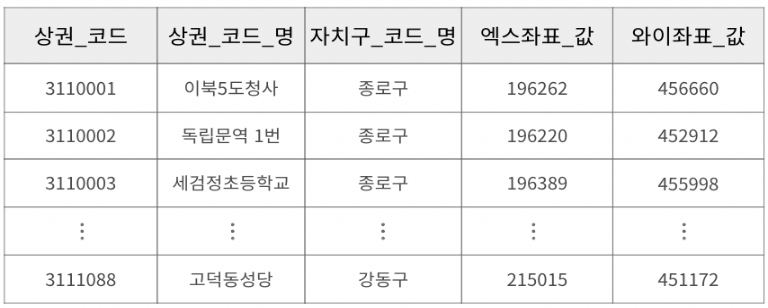 상권_코드 상권_코드_명 자치구_코드_명 엑스좌표_값 와이좌표_값
3110001 이북5도청사 종로구 196262 456660
3110002 독립문역 1번 종로구 196220 452912
3110003 세검정초등학교 종로구 196389 455998
⋮ ⋮ ⋮ ⋮ ⋮
3111088 고덕동성당 강동구 215015 451172